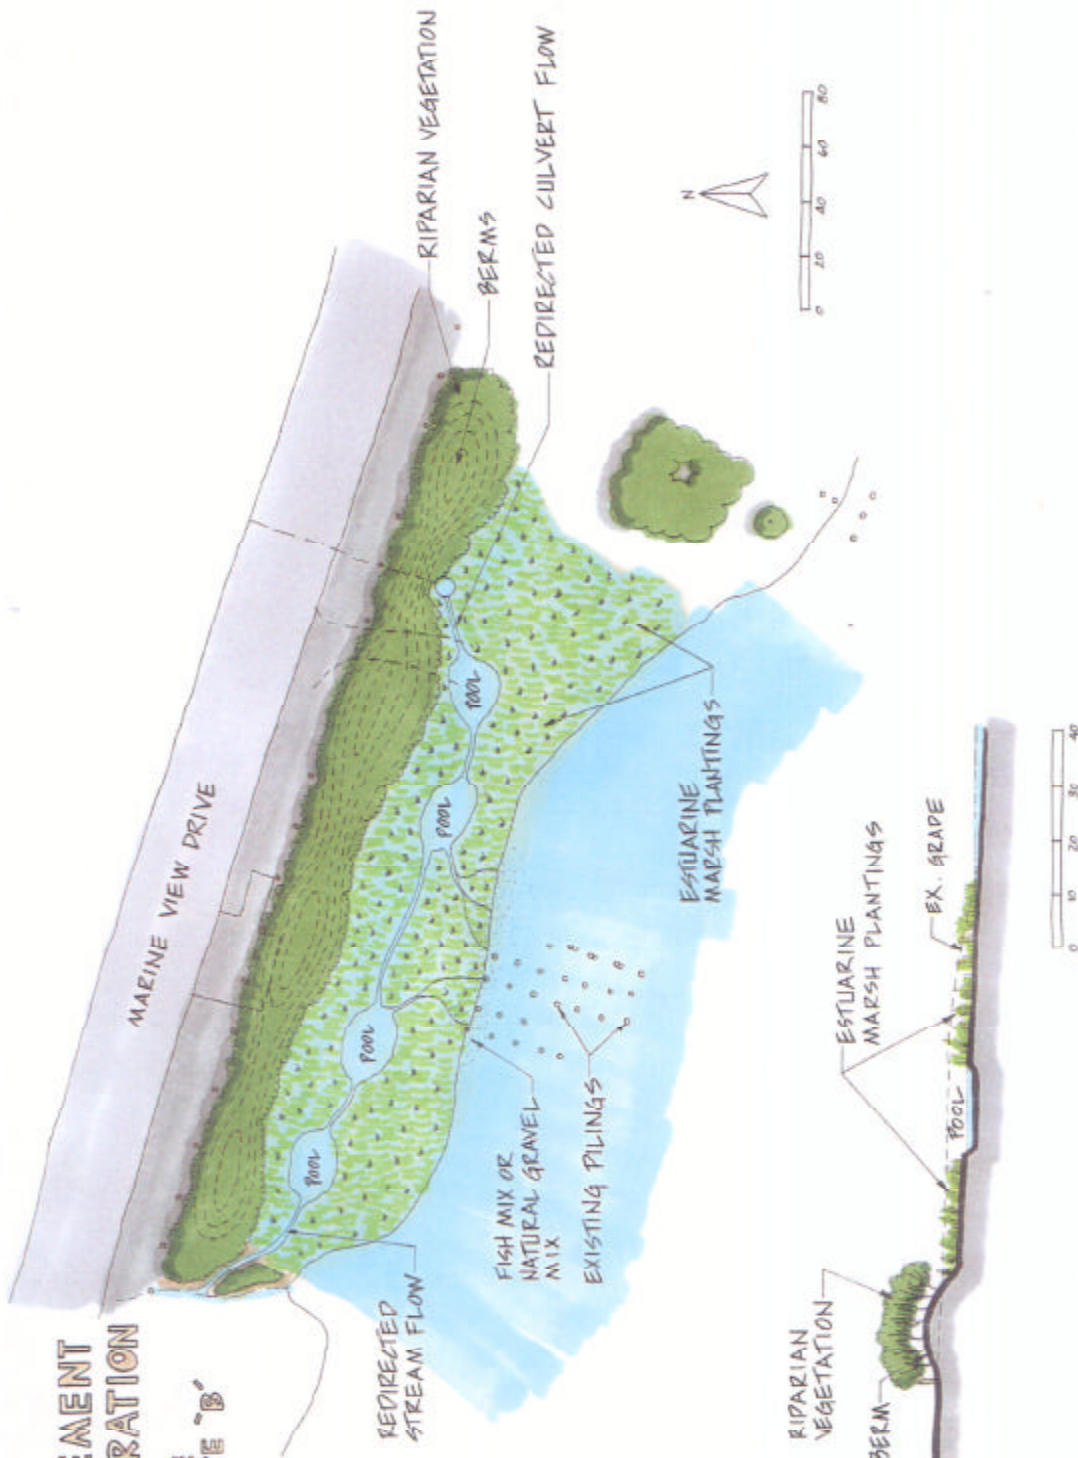 EMENT
RATION
E "B"
MARINE VIEW DRIVE
RIPARIAN VEGETATION
BERMS
REDIRECTED CULVERT FLOW
POOL
POOL
POOL
POOL
REDIRECTED
STREAM FLOW
FISH MIX OR
NATURAL GRAVEL
MIX
EXISTING PILINGS
ESTUARINE
MARSH PLANTINGS
N
0 20 40 60 80
RIPARIAN
VEGETATION
BERM
ESTUARINE
MARSH PLANTINGS
POOL
EX. GRADE
0 10 20 30 40